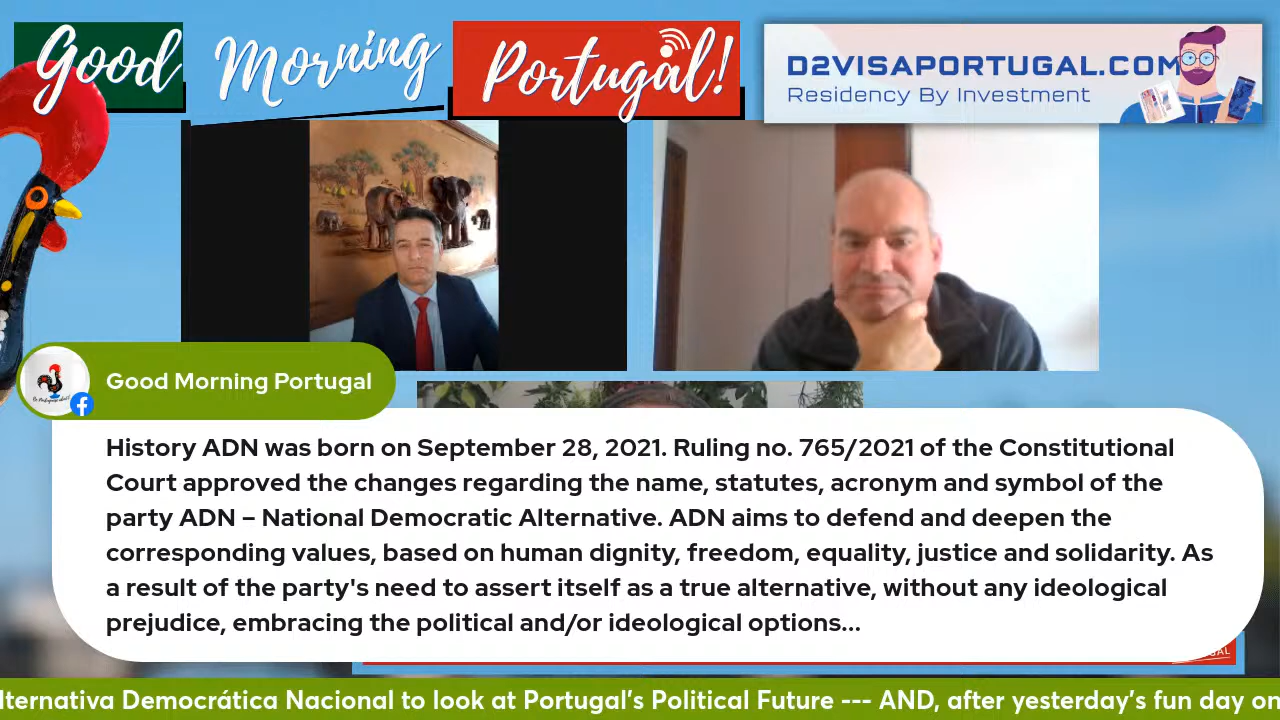 Good Morning Portugal!
D2VISAPORTUGAL.COM
Residency By Investment
Good Morning Portugal
History ADN was born on September 28, 2021. Ruling no. 765/2021 of the Constitutional
Court approved the changes regarding the name, statutes, acronym and symbol of the
party ADN – National Democratic Alternative. ADN aims to defend and deepen the
corresponding values, based on human dignity, freedom, equality, justice and solidarity. As
a result of the party's need to assert itself as a true alternative, without any ideological
prejudice, embracing the political and/or ideological options...
lternativa Democrática Nacional to look at Portugal's Political Future --- AND, after yesterday's fun day on